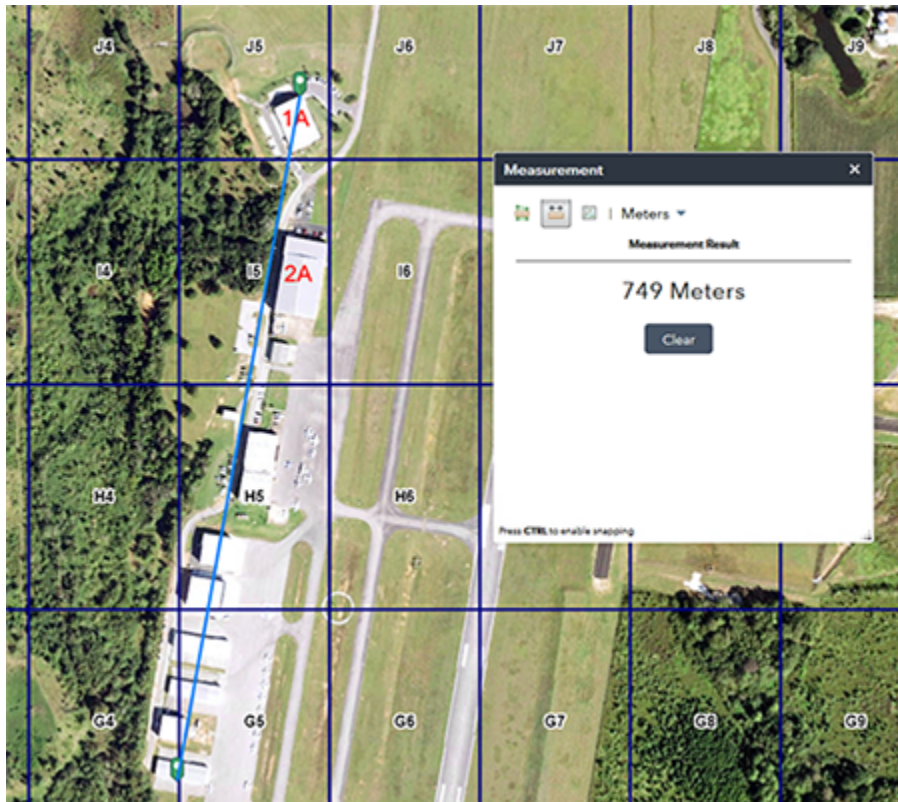 J4 J5 J6 J7 J8 J9
1A
Measurement ×
| Meters
Measurement Result
I4 I5 2A I6
749 Meters
Clear
H4 H5 H6
Press CTRL to enable snapping
G4 G5 G6 G7 G8 G9